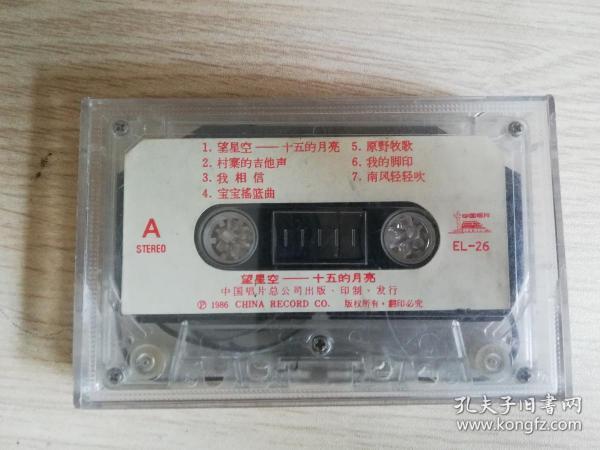 1. 望星空——十五的月亮
2. 村寨的吉他声
3. 我相信
4. 宝宝摇篮曲
5. 原野牧歌
6. 我的脚印
7. 南风轻轻吹
A
STEREO
中国唱片
EL-26
望星空——十五的月亮
中国唱片总公司出版、印制、发行
Ⓟ 1986 CHINA RECORD CO. 版权所有·翻印必究
孔夫子旧书网
www.kongfz.com